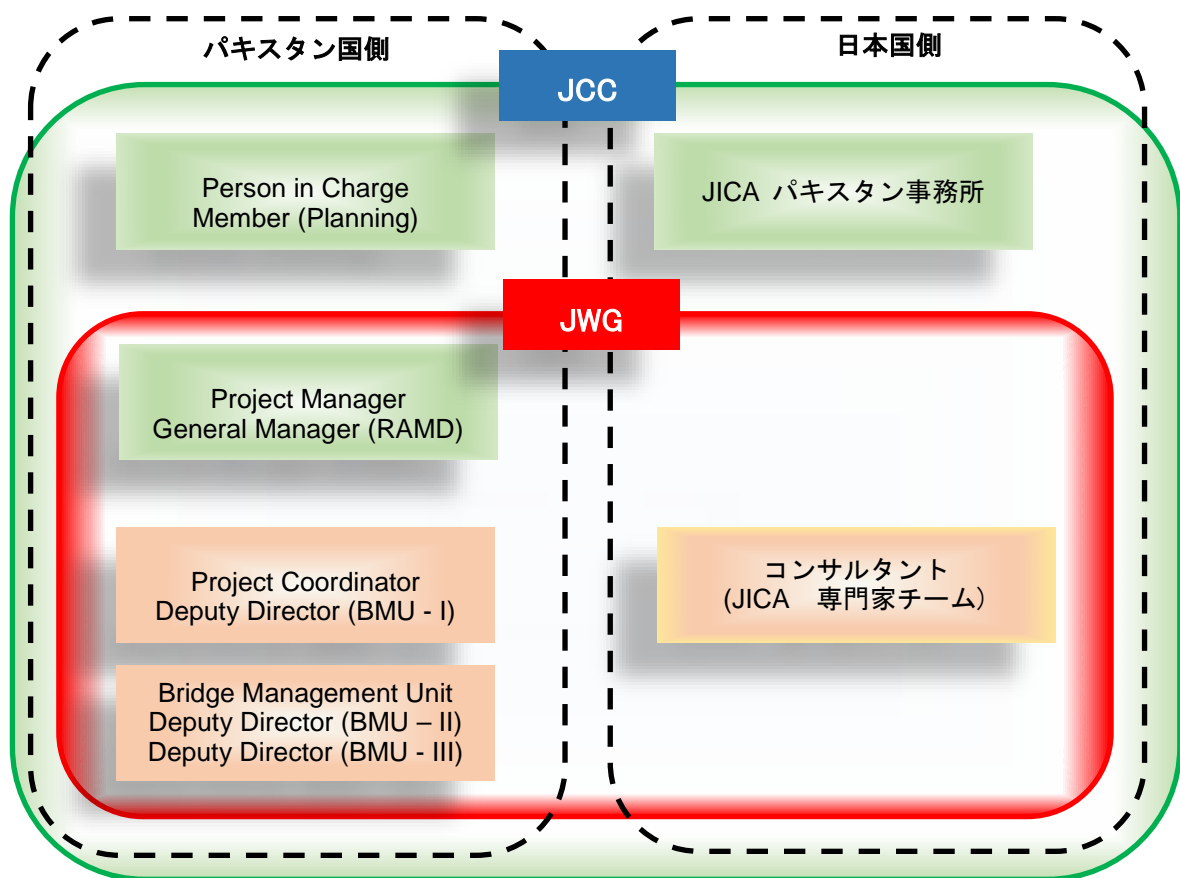 パキスタン国側
日本国側
JCC
Person in Charge
Member (Planning)
JICA パキスタン事務所
JWG
Project Manager
General Manager (RAMD)
Project Coordinator
Deputy Director (BMU - I)
コンサルタント
(JICA　専門家チーム）
Bridge Management Unit
Deputy Director (BMU – II)
Deputy Director (BMU - III)